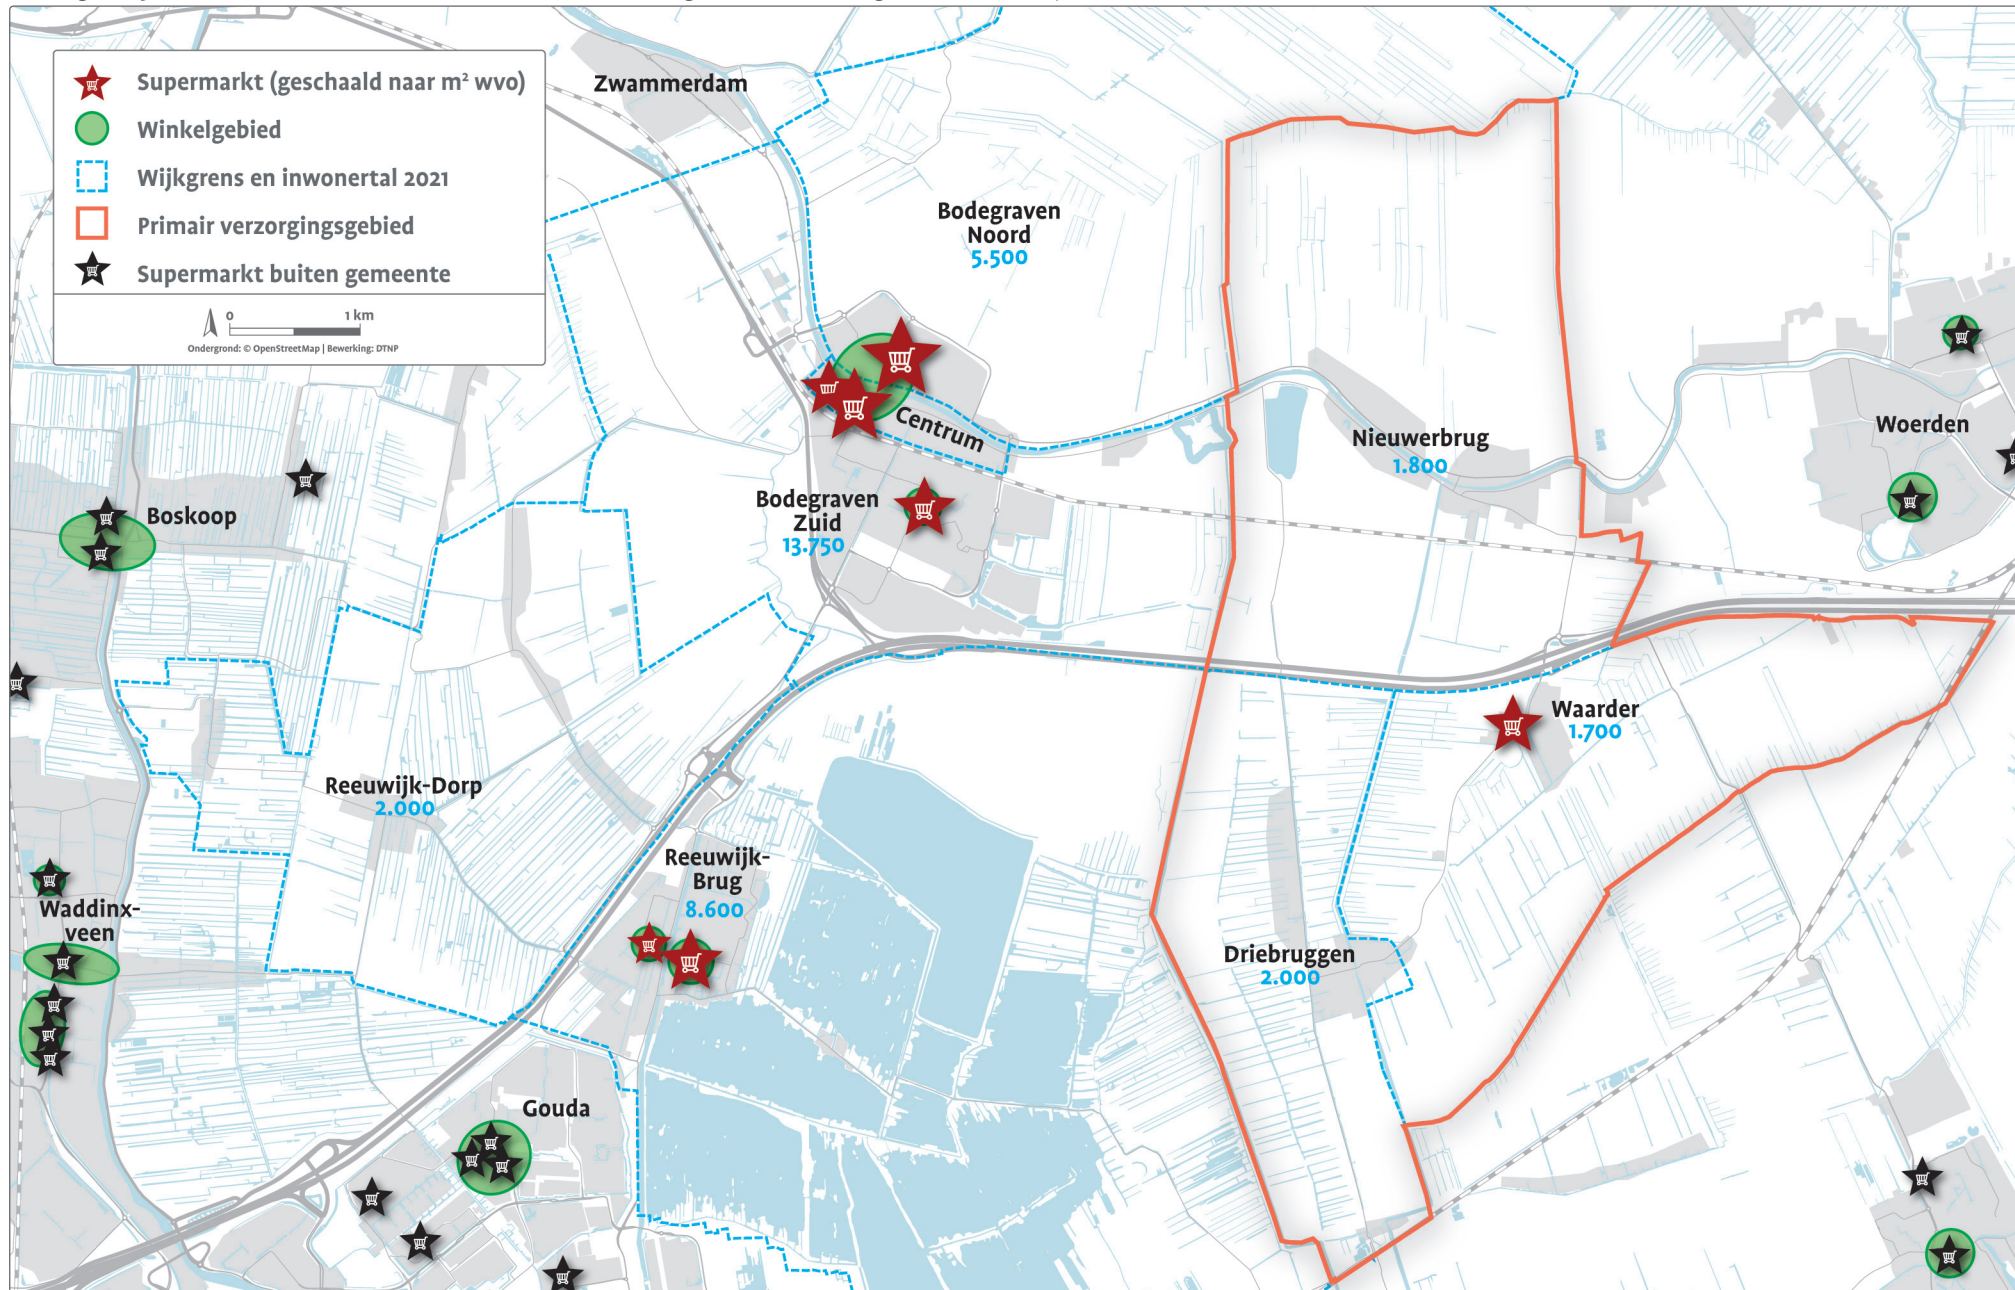 Supermarkt (geschaald naar m² wvo)
Winkelgebied
Wijkgrens en inwonertal 2021
Primair verzorgingsgebied
Supermarkt buiten gemeente
0 1 km
Ondergrond: © OpenStreetMap | Bewerking: DTNP
Zwammerdam
Bodegraven
Noord
5.500
Centrum
Nieuwerbrug
1.800
Woerden
Boskoop
Bodegraven
Zuid
13.750
Waarder
1.700
Reeuwijk-Dorp
2.000
Reeuwijk-
Brug
8.600
Waddinx-
veen
Driebruggen
2.000
Gouda